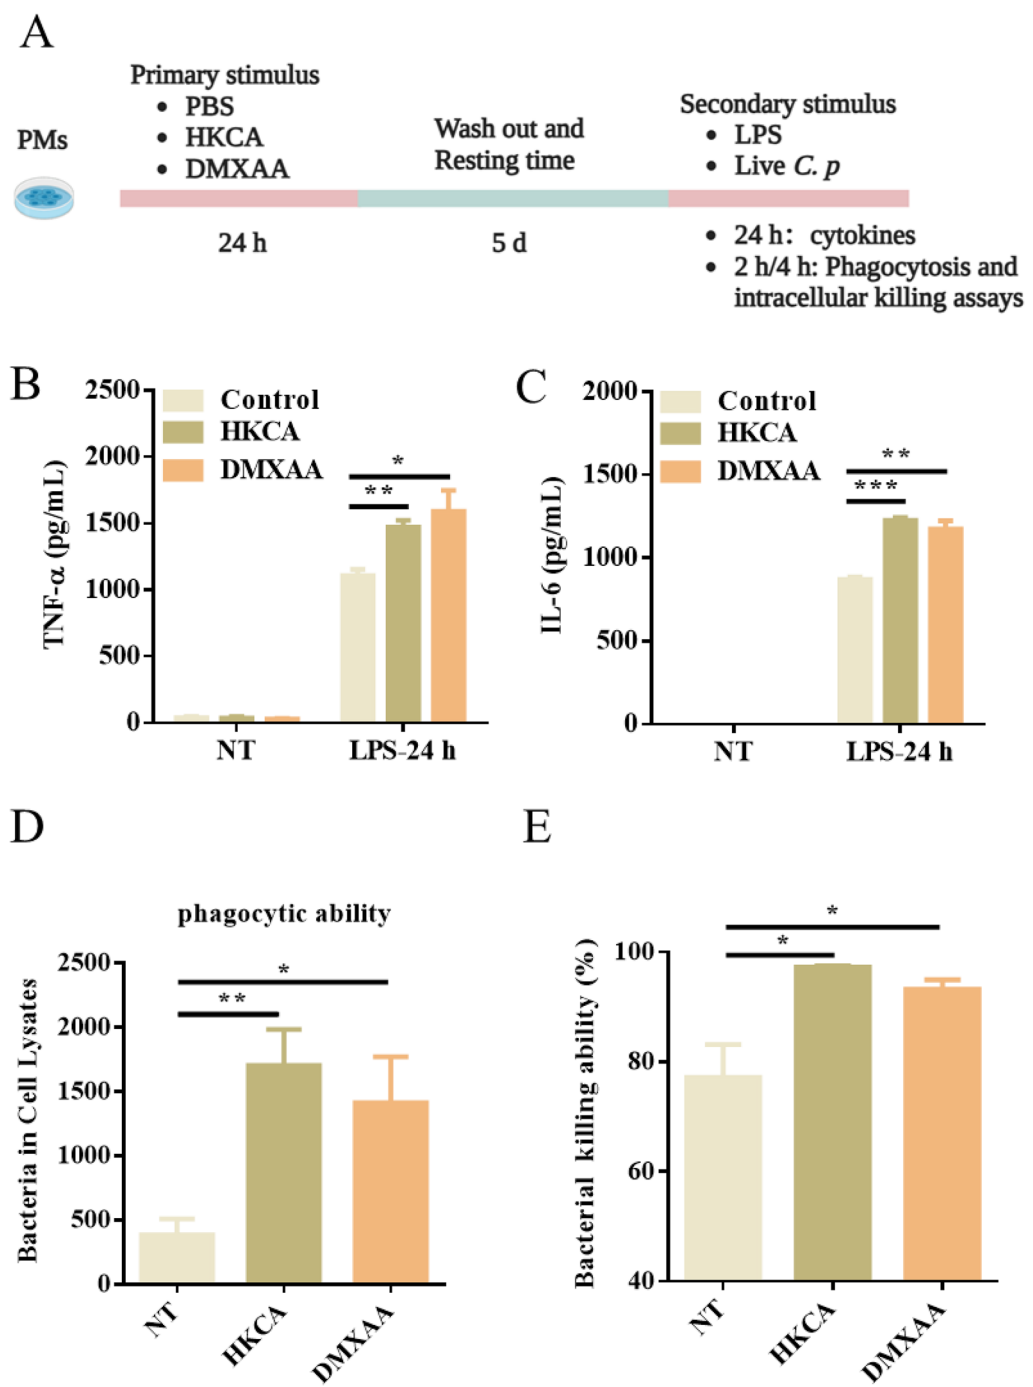 A
Primary stimulus
• PBS
• HKCA
• DMXAA
PMs
Wash out and
Resting time
Secondary stimulus
• LPS
• Live C. p
24 h
5 d
• 24 h: cytokines
• 2 h/4 h: Phagocytosis and
intracellular killing assays
B
TNF-α (pg/mL)
2500
2000
1500
1000
500
0
Control
HKCA
DMXAA
*
**
NT
LPS-24 h
C
IL-6 (pg/mL)
2000
1500
1000
500
0
Control
HKCA
DMXAA
**
***
NT
LPS-24 h
D
phagocytic ability
Bacteria in Cell Lysates
2500
2000
1500
1000
500
0
*
**
NT
HKCA
DMXAA
E
Bacterial killing ability (%)
100
80
60
40
*
*
NT
HKCA
DMXAA